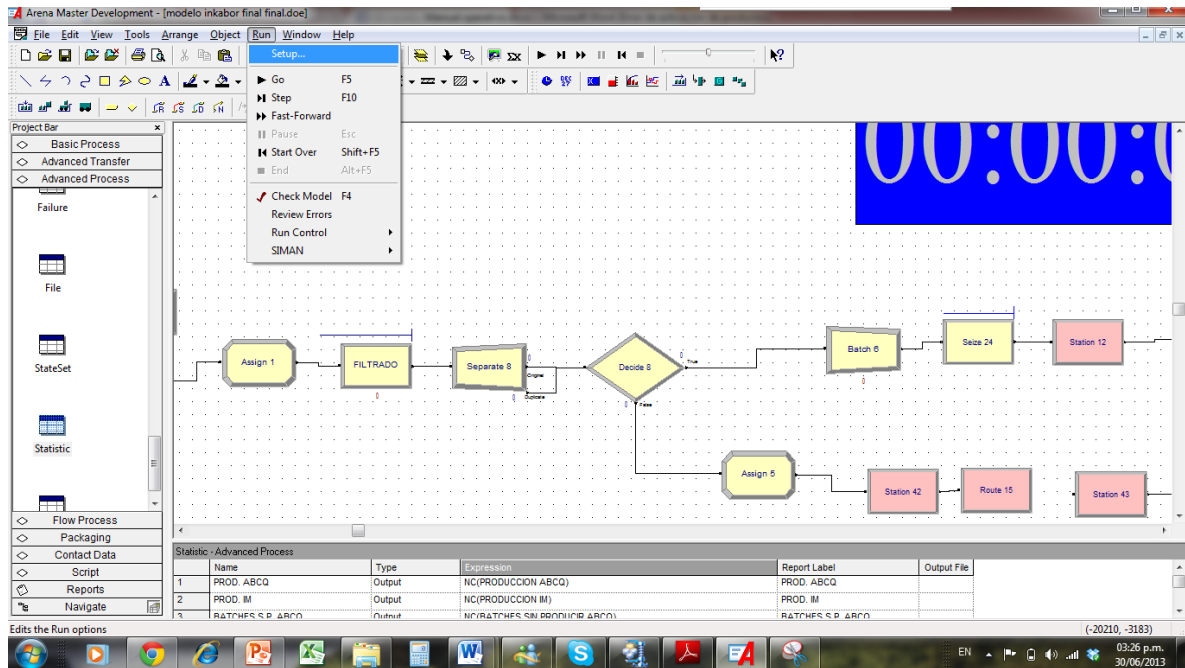 Arena Master Development - [modelo inkabor final final.doe]
File Edit View Tools Arrange Object Run Window Help
Setup...
Go F5
Step F10
Fast-Forward
Pause Esc
Start Over Shift+F5
End Alt+F5
Check Model F4
Review Errors
Run Control
SIMAN
Project Bar
Basic Process
Advanced Transfer
Advanced Process
Failure
File
StateSet
Statistic
Flow Process
Packaging
Contact Data
Script
Reports
Navigate
00:00:0
Assign 1
FILTRADO
0
Separate 8
0
Original
0 Duplicate
Decide 8
0 True
0 False
Batch 6
0
Seize 24
Station 12
Assign 5
Station 42
Route 15
Station 43
Statistic - Advanced Process
Name Type Expression Report Label Output File
1 PROD. ABCQ Output NC(PRODUCCION ABCQ) PROD. ABCQ
2 PROD. IM Output NC(PRODUCCION IM) PROD. IM
3 BATCHES S.P. ABCQ Output NC(BATCHES SIN PRODUCIR ABCQ) BATCHES S.P. ABCQ
Edits the Run options
(-20210, -3183)
EN
03:26 p.m.
30/06/2013